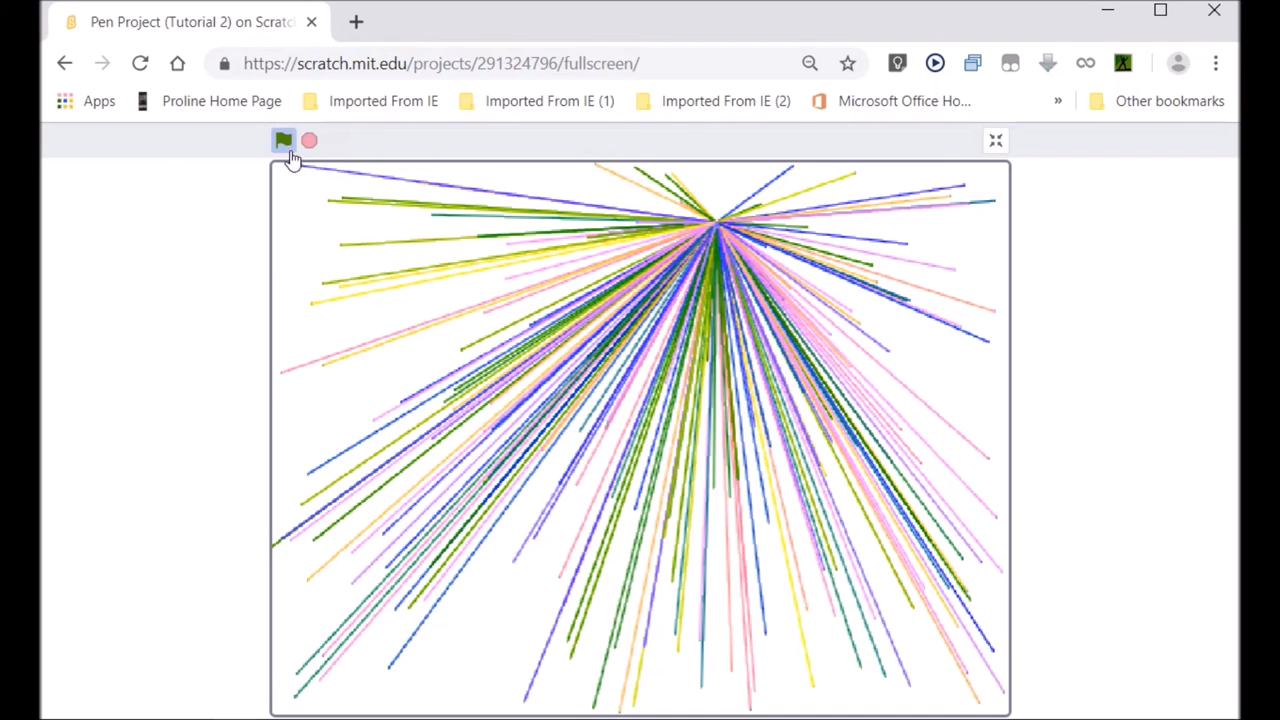 Pen Project (Tutorial 2) on Scratc
https://scratch.mit.edu/projects/291324796/fullscreen/
Apps Proline Home Page Imported From IE Imported From IE (1) Imported From IE (2) Microsoft Office Ho... » Other bookmarks